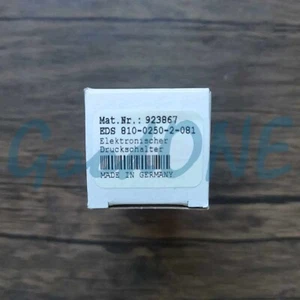 Mat.Nr.: 923867
EDS 810-0250-2-081
Elektronischer
Druckschalter
MADE IN GERMANY